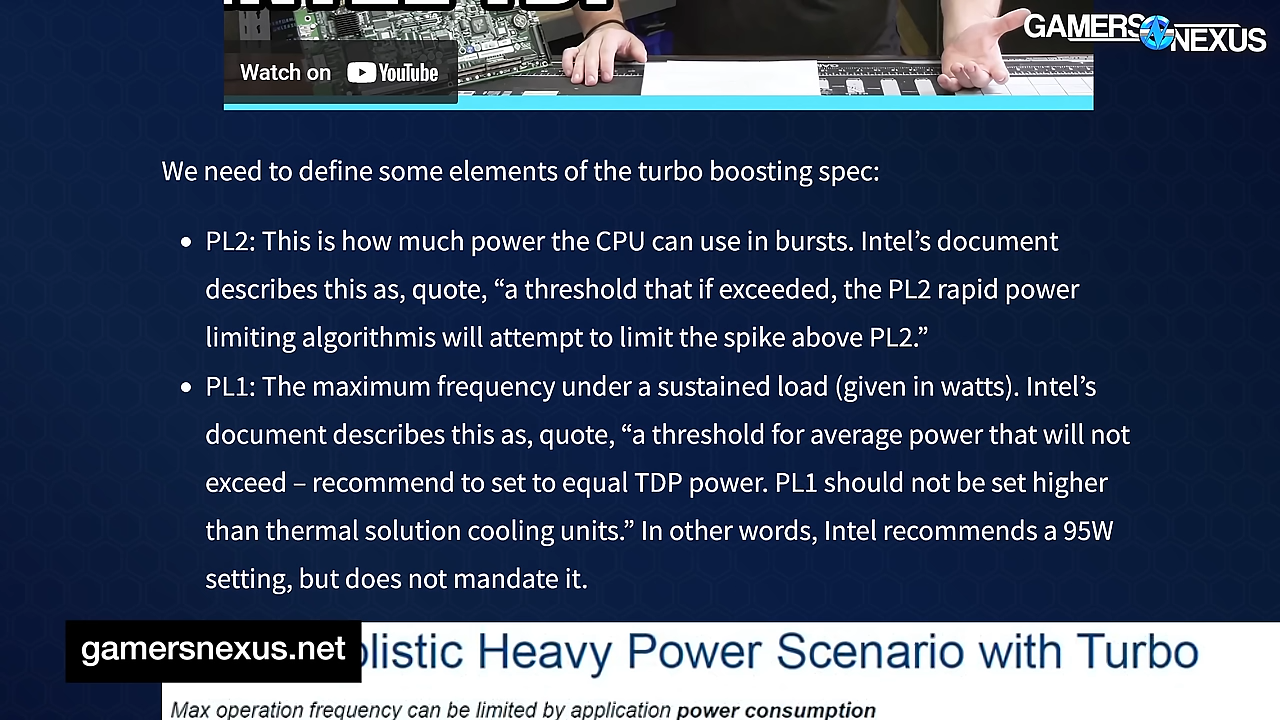 GAMERS NEXUS
INTEL TDP
Watch on YouTube
We need to define some elements of the turbo boosting spec:
• PL2: This is how much power the CPU can use in bursts. Intel’s document
describes this as, quote, “a threshold that if exceeded, the PL2 rapid power
limiting algorithmis will attempt to limit the spike above PL2.”
• PL1: The maximum frequency under a sustained load (given in watts). Intel’s
document describes this as, quote, “a threshold for average power that will not
exceed – recommend to set to equal TDP power. PL1 should not be set higher
than thermal solution cooling units.” In other words, Intel recommends a 95W
setting, but does not mandate it.
gamersnexus.net
olistic Heavy Power Scenario with Turbo
Max operation frequency can be limited by application power consumption